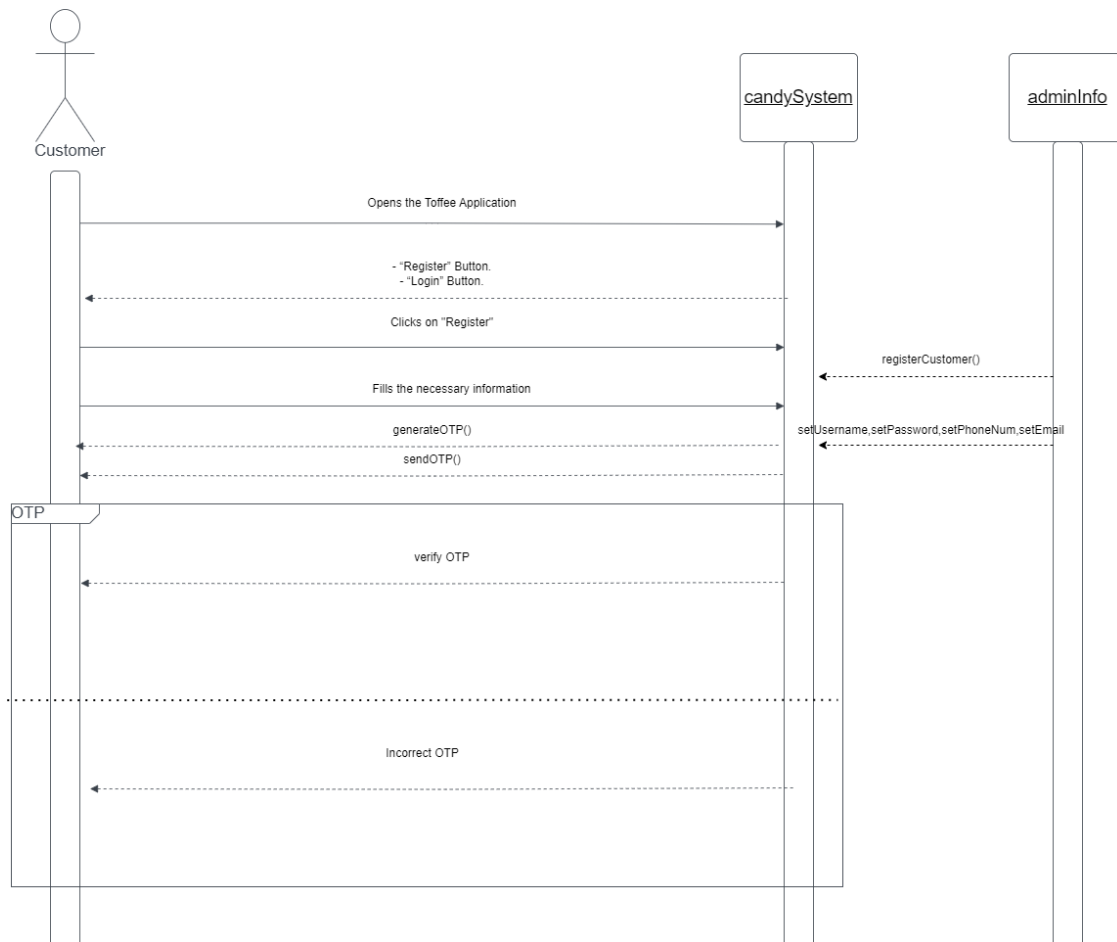 candySystem
adminInfo
Customer
Opens the Toffee Application
- “Register” Button.
- “Login” Button.
Clicks on "Register"
registerCustomer()
Fills the necessary information
generateOTP()
setUsername,setPassword,setPhoneNum,setEmail
sendOTP()
OTP
verify OTP
Incorrect OTP